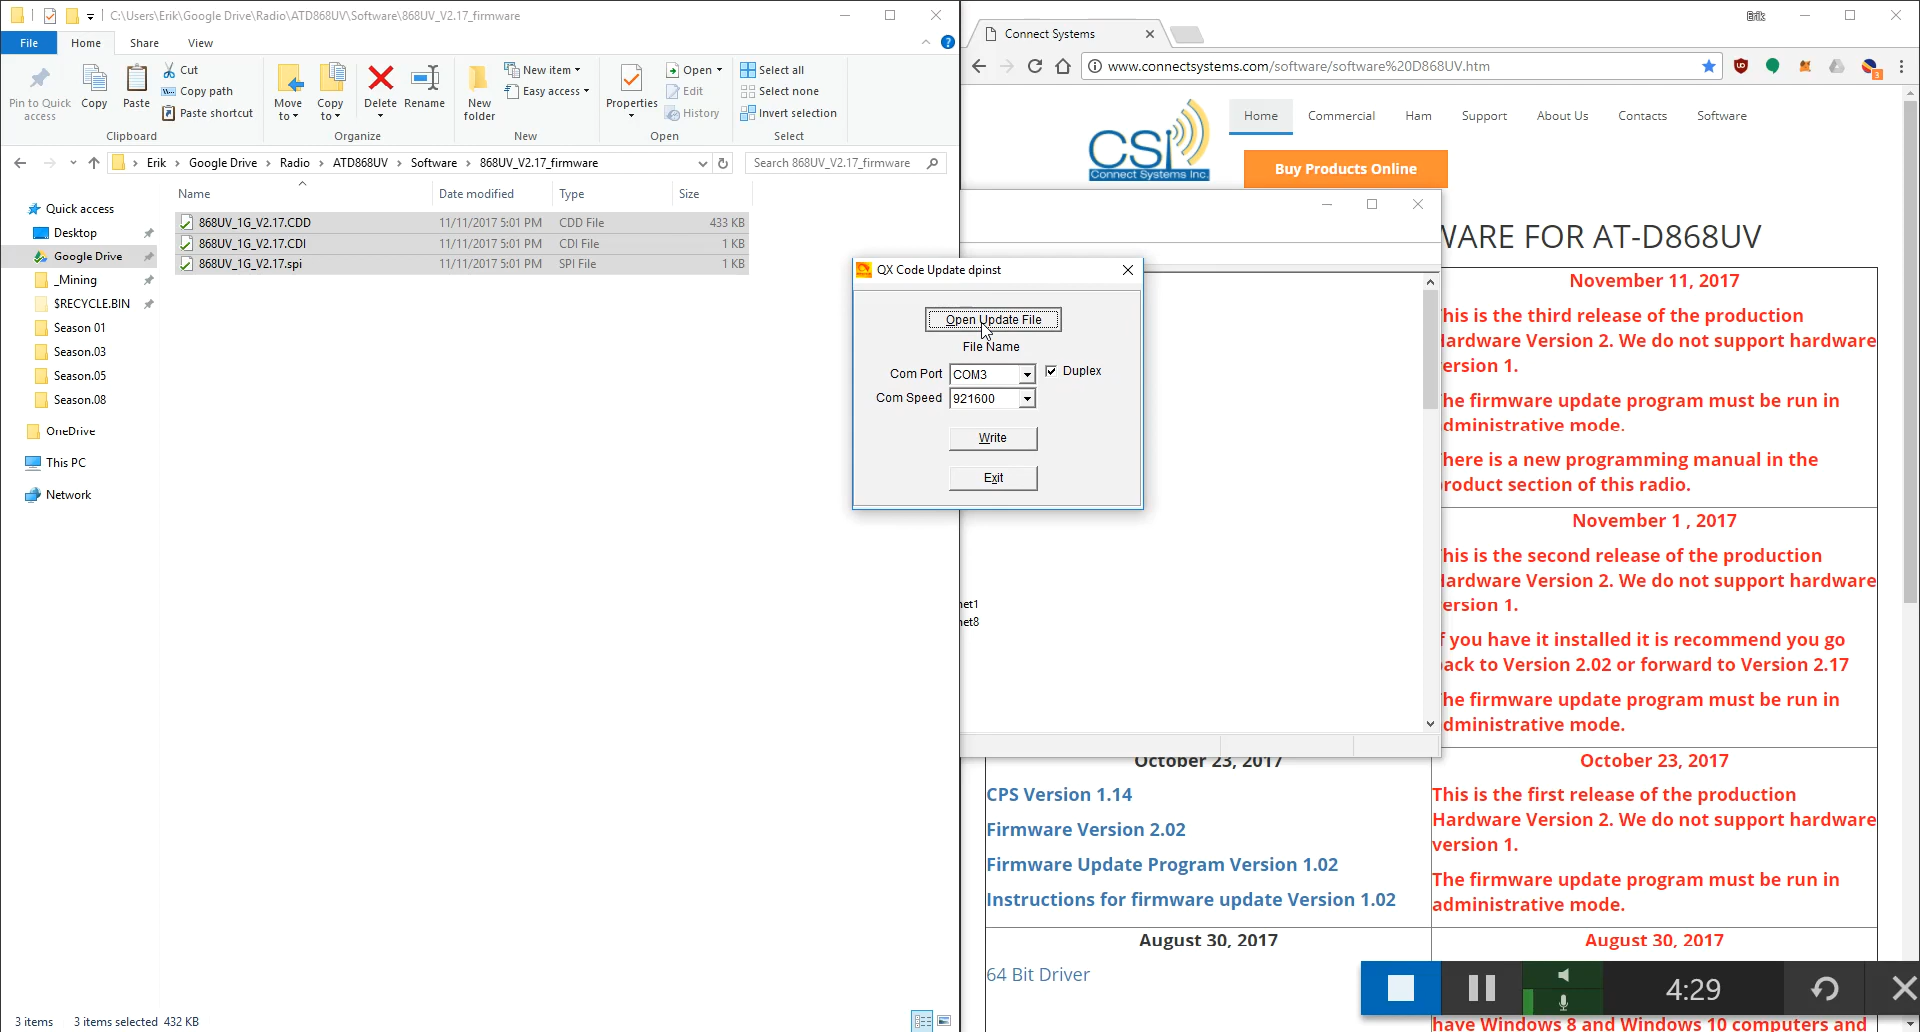 C:\Users\Erik\Google Drive\Radio\ATD868UV\Software\868UV_V2.17_firmware
File
Home
Share
View
Pin to Quick access
Copy
Paste
Cut
Copy path
Paste shortcut
Clipboard
Move to
Copy to
Delete
Rename
Organize
New folder
New item
Easy access
New
Properties
Open
Edit
History
Open
Select all
Select none
Invert selection
Select
Erik
Google Drive
Radio
ATD868UV
Software
868UV_V2.17_firmware
Search 868UV_V2.17_firmware
Name
Date modified
Type
Size
Quick access
Desktop
Google Drive
_Mining
$RECYCLE.BIN
Season 01
Season.03
Season.05
Season.08
OneDrive
This PC
Network
868UV_1G_V2.17.CDD 11/11/2017 5:01 PM CDD File 433 KB
868UV_1G_V2.17.CDI 11/11/2017 5:01 PM CDI File 1 KB
868UV_1G_V2.17.spi 11/11/2017 5:01 PM SPI File 1 KB
3 items 3 items selected 432 KB
QX Code Update dpinst
Open Update File
File Name
Com Port COM3
Duplex
Com Speed 921600
Write
Exit
net1
net8
Erik
Connect Systems
www.connectsystems.com/software/software%20D868UV.htm
3
CSi
Connect Systems Inc.
Home
Commercial
Ham
Support
About Us
Contacts
Software
Buy Products Online
WARE FOR AT-D868UV
November 11, 2017
his is the third release of the production
ardware Version 2. We do not support hardware
ersion 1.
he firmware update program must be run in
dministrative mode.
here is a new programming manual in the
roduct section of this radio.
November 1 , 2017
his is the second release of the production
ardware Version 2. We do not support hardware
ersion 1.
f you have it installed it is recommend you go
ack to Version 2.02 or forward to Version 2.17
he firmware update program must be run in
dministrative mode.
October 23, 2017
CPS Version 1.14
Firmware Version 2.02
Firmware Update Program Version 1.02
Instructions for firmware update Version 1.02
October 23, 2017
This is the first release of the production
Hardware Version 2. We do not support hardware
version 1.
The firmware update program must be run in
administrative mode.
August 30, 2017
64 Bit Driver
August 30, 2017
4:29
have Windows 8 and Windows 10 computers and